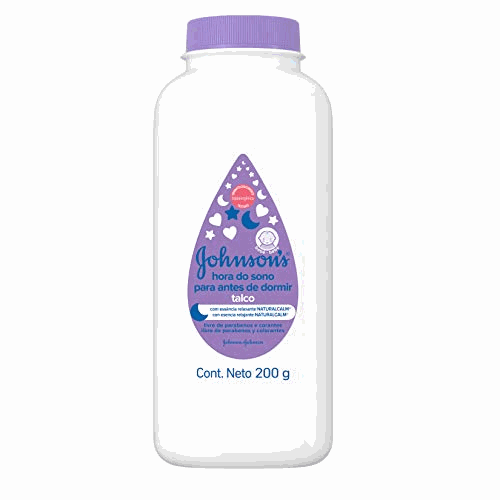 Johnson's
hora do sono
para antes de dormir
talco
com essência relaxante NATURALCALM
con esencia relajante NATURALCALM
livre de parabenos e corantes
libre de parabenos y colorantes
Johnson & Johnson
Cont. Neto 200 g